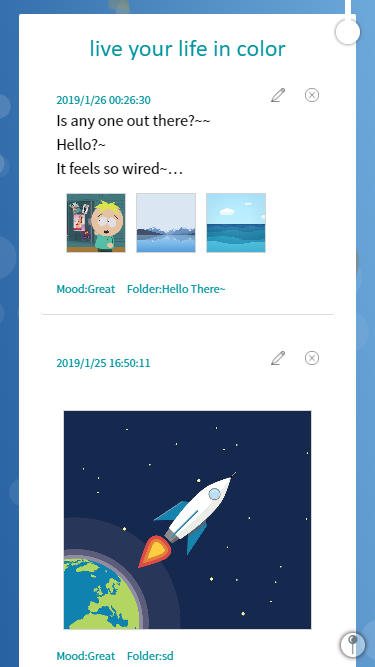 live your life in color
2019/1/26 00:26:30
Is any one out there?~~
Hello?~
It feels so wired~…
Mood:Great Folder:Hello There~
2019/1/25 16:50:11
Mood:Great Folder:sd